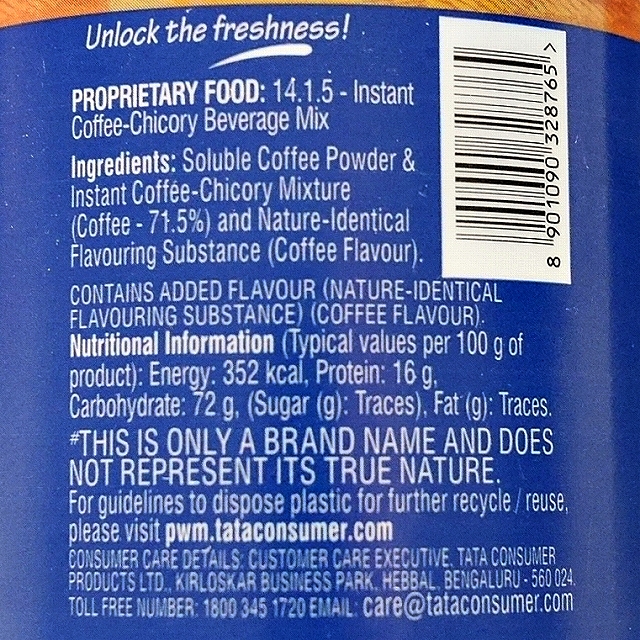 Unlock the freshness!
PROPRIETARY FOOD: 14.1.5 - Instant
Coffee-Chicory Beverage Mix
Ingredients: Soluble Coffee Powder &
Instant Coffee-Chicory Mixture
(Coffee - 71.5%) and Nature-Identical
Flavouring Substance (Coffee Flavour).
CONTAINS ADDED FLAVOUR (NATURE-IDENTICAL
FLAVOURING SUBSTANCE) (COFFEE FLAVOUR).
Nutritional Information (Typical values per 100 g of
product): Energy: 352 kcal, Protein: 16 g,
Carbohydrate: 72 g, (Sugar (g): Traces), Fat (g): Traces.
#THIS IS ONLY A BRAND NAME AND DOES
NOT REPRESENT ITS TRUE NATURE.
For guidelines to dispose plastic for further recycle / reuse,
please visit pwm.tataconsumer.com
CONSUMER CARE DETAILS: CUSTOMER CARE EXECUTIVE, TATA CONSUMER
PRODUCTS LTD., KIRLOSKAR BUSINESS PARK, HEBBAL, BENGALURU - 560 024.
TOLL FREE NUMBER: 1800 345 1720 EMAIL: care@tataconsumer.com
8 901090 328765 >